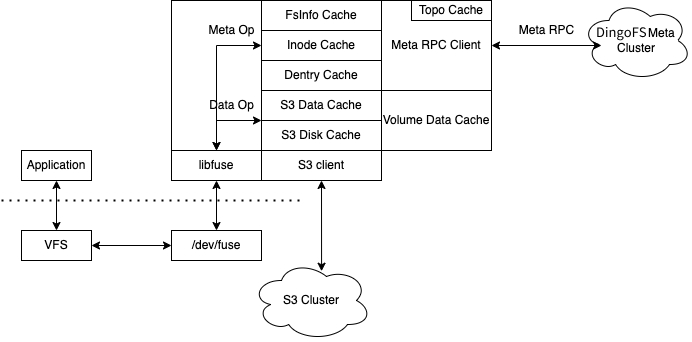 FsInfo Cache
Topo Cache
Meta Op
Inode Cache
Meta RPC Client
Meta RPC
DingoFS Meta
Cluster
Dentry Cache
Data Op
S3 Data Cache
Volume Data Cache
S3 Disk Cache
Application
libfuse
S3 client
VFS
/dev/fuse
S3 Cluster